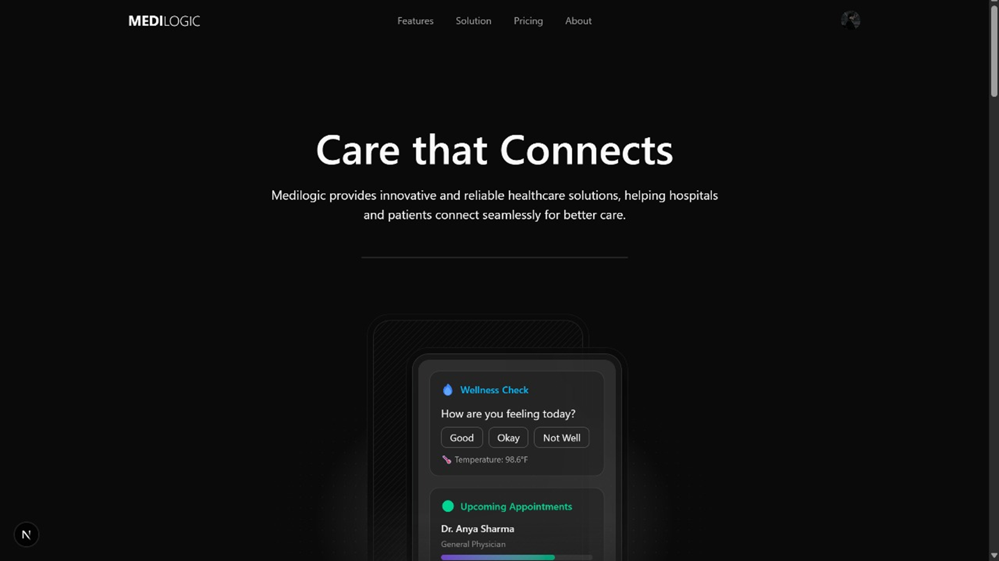 MEDILOGIC
Features
Solution
Pricing
About
Care that Connects
Medilogic provides innovative and reliable healthcare solutions, helping hospitals
and patients connect seamlessly for better care.
Wellness Check
How are you feeling today?
Good
Okay
Not Well
Temperature: 98.6°F
Upcoming Appointments
Dr. Anya Sharma
General Physician
N